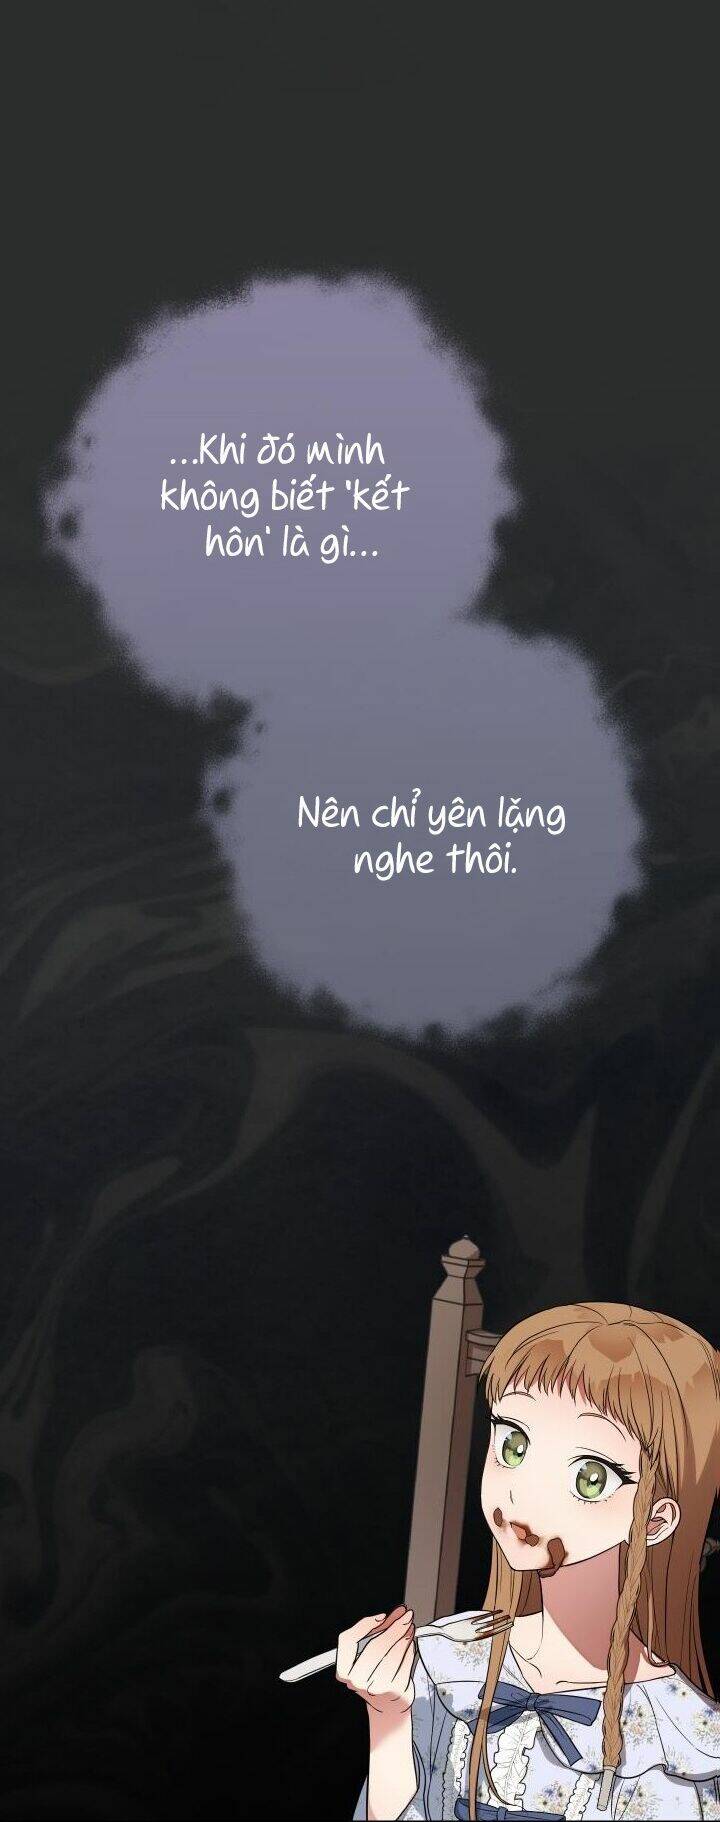 ...Khi đó mình
không biết 'kết
hôn' là gì...
Nên chỉ yên lặng
nghe thôi.